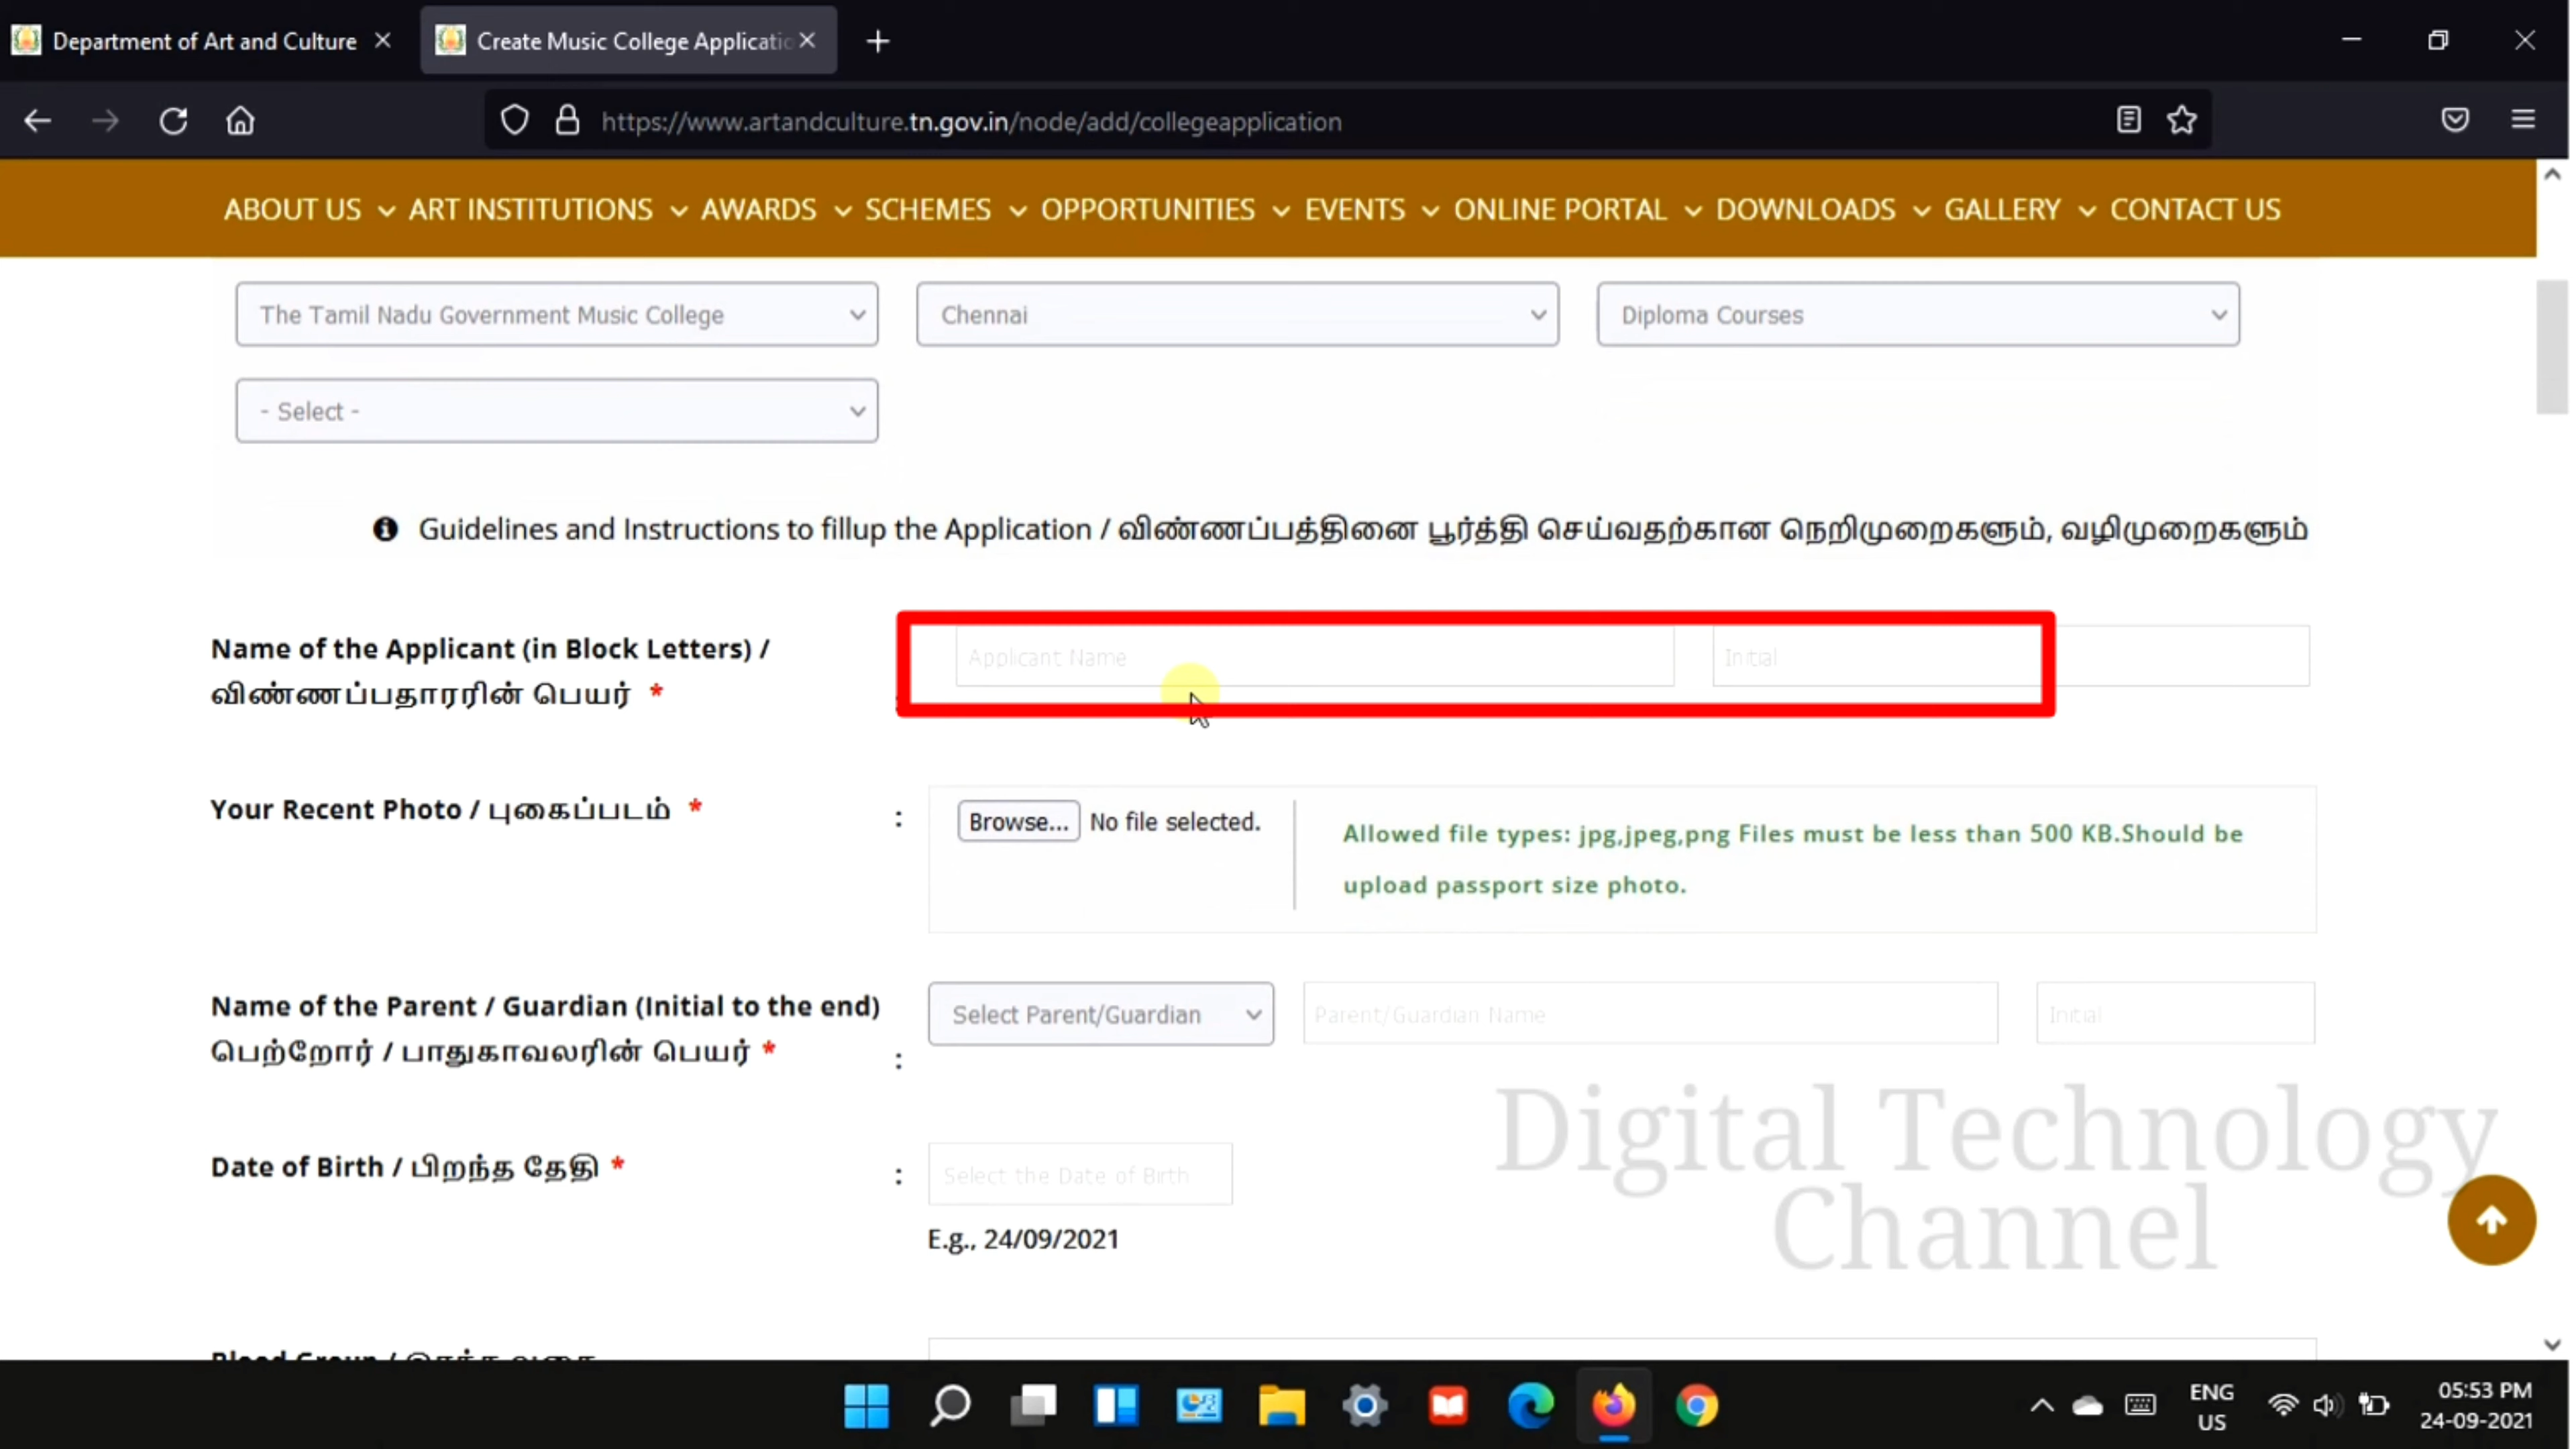 Department of Art and Culture
Create Music College Applicatio
https://www.artandculture.tn.gov.in/node/add/collegeapplication
ABOUT US ART INSTITUTIONS AWARDS SCHEMES OPPORTUNITIES EVENTS ONLINE PORTAL DOWNLOADS GALLERY CONTACT US
The Tamil Nadu Government Music College Chennai Diploma Courses
- Select -
Guidelines and Instructions to fillup the Application / விண்ணப்பத்தினை பூர்த்தி செய்வதற்கான நெறிமுறைகளும், வழிமுறைகளும்
Name of the Applicant (in Block Letters) /
விண்ணப்பதாரரின் பெயர் *
Applicant Name Initial
Your Recent Photo / புகைப்படம் * :
Browse... No file selected.
Allowed file types: jpg,jpeg,png Files must be less than 500 KB.Should be
upload passport size photo.
Name of the Parent / Guardian (Initial to the end)
பெற்றோர் / பாதுகாவலரின் பெயர் * :
Select Parent/Guardian Parent/Guardian Name Initial
Date of Birth / பிறந்த தேதி * :
Select the Date of Birth
E.g., 24/09/2021
Digital Technology
Channel
Blood Group / இரத்த வகை
ENG
US
05:53 PM
24-09-2021